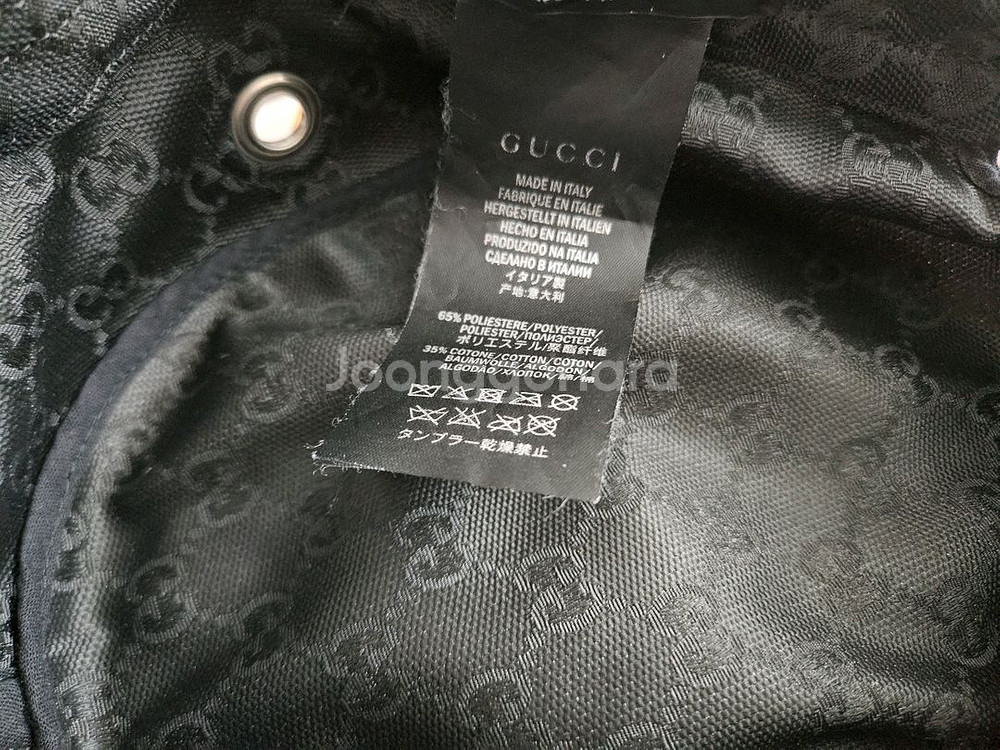 GUCCI
MADE IN ITALY
FABRIQUE EN ITALIE
HERGESTELLT IN ITALIEN
HECHO EN ITALIA
PRODUZIDO NA ITALIA
СДЕЛАНО В ИТАЛИИ
イタリア製
产地:意大利
65% POLIESTERE/POLYESTER/
POLIESTER/ПОЛИЭСТЕР/
ポリエステル/聚酯纤维
35% COTONE/COTTON/COTON
BAUMWOLLE/ALGODON/
ALGODÃO/ХЛОПОК/綿/棉
タンブラー乾燥禁止
Joonggonara